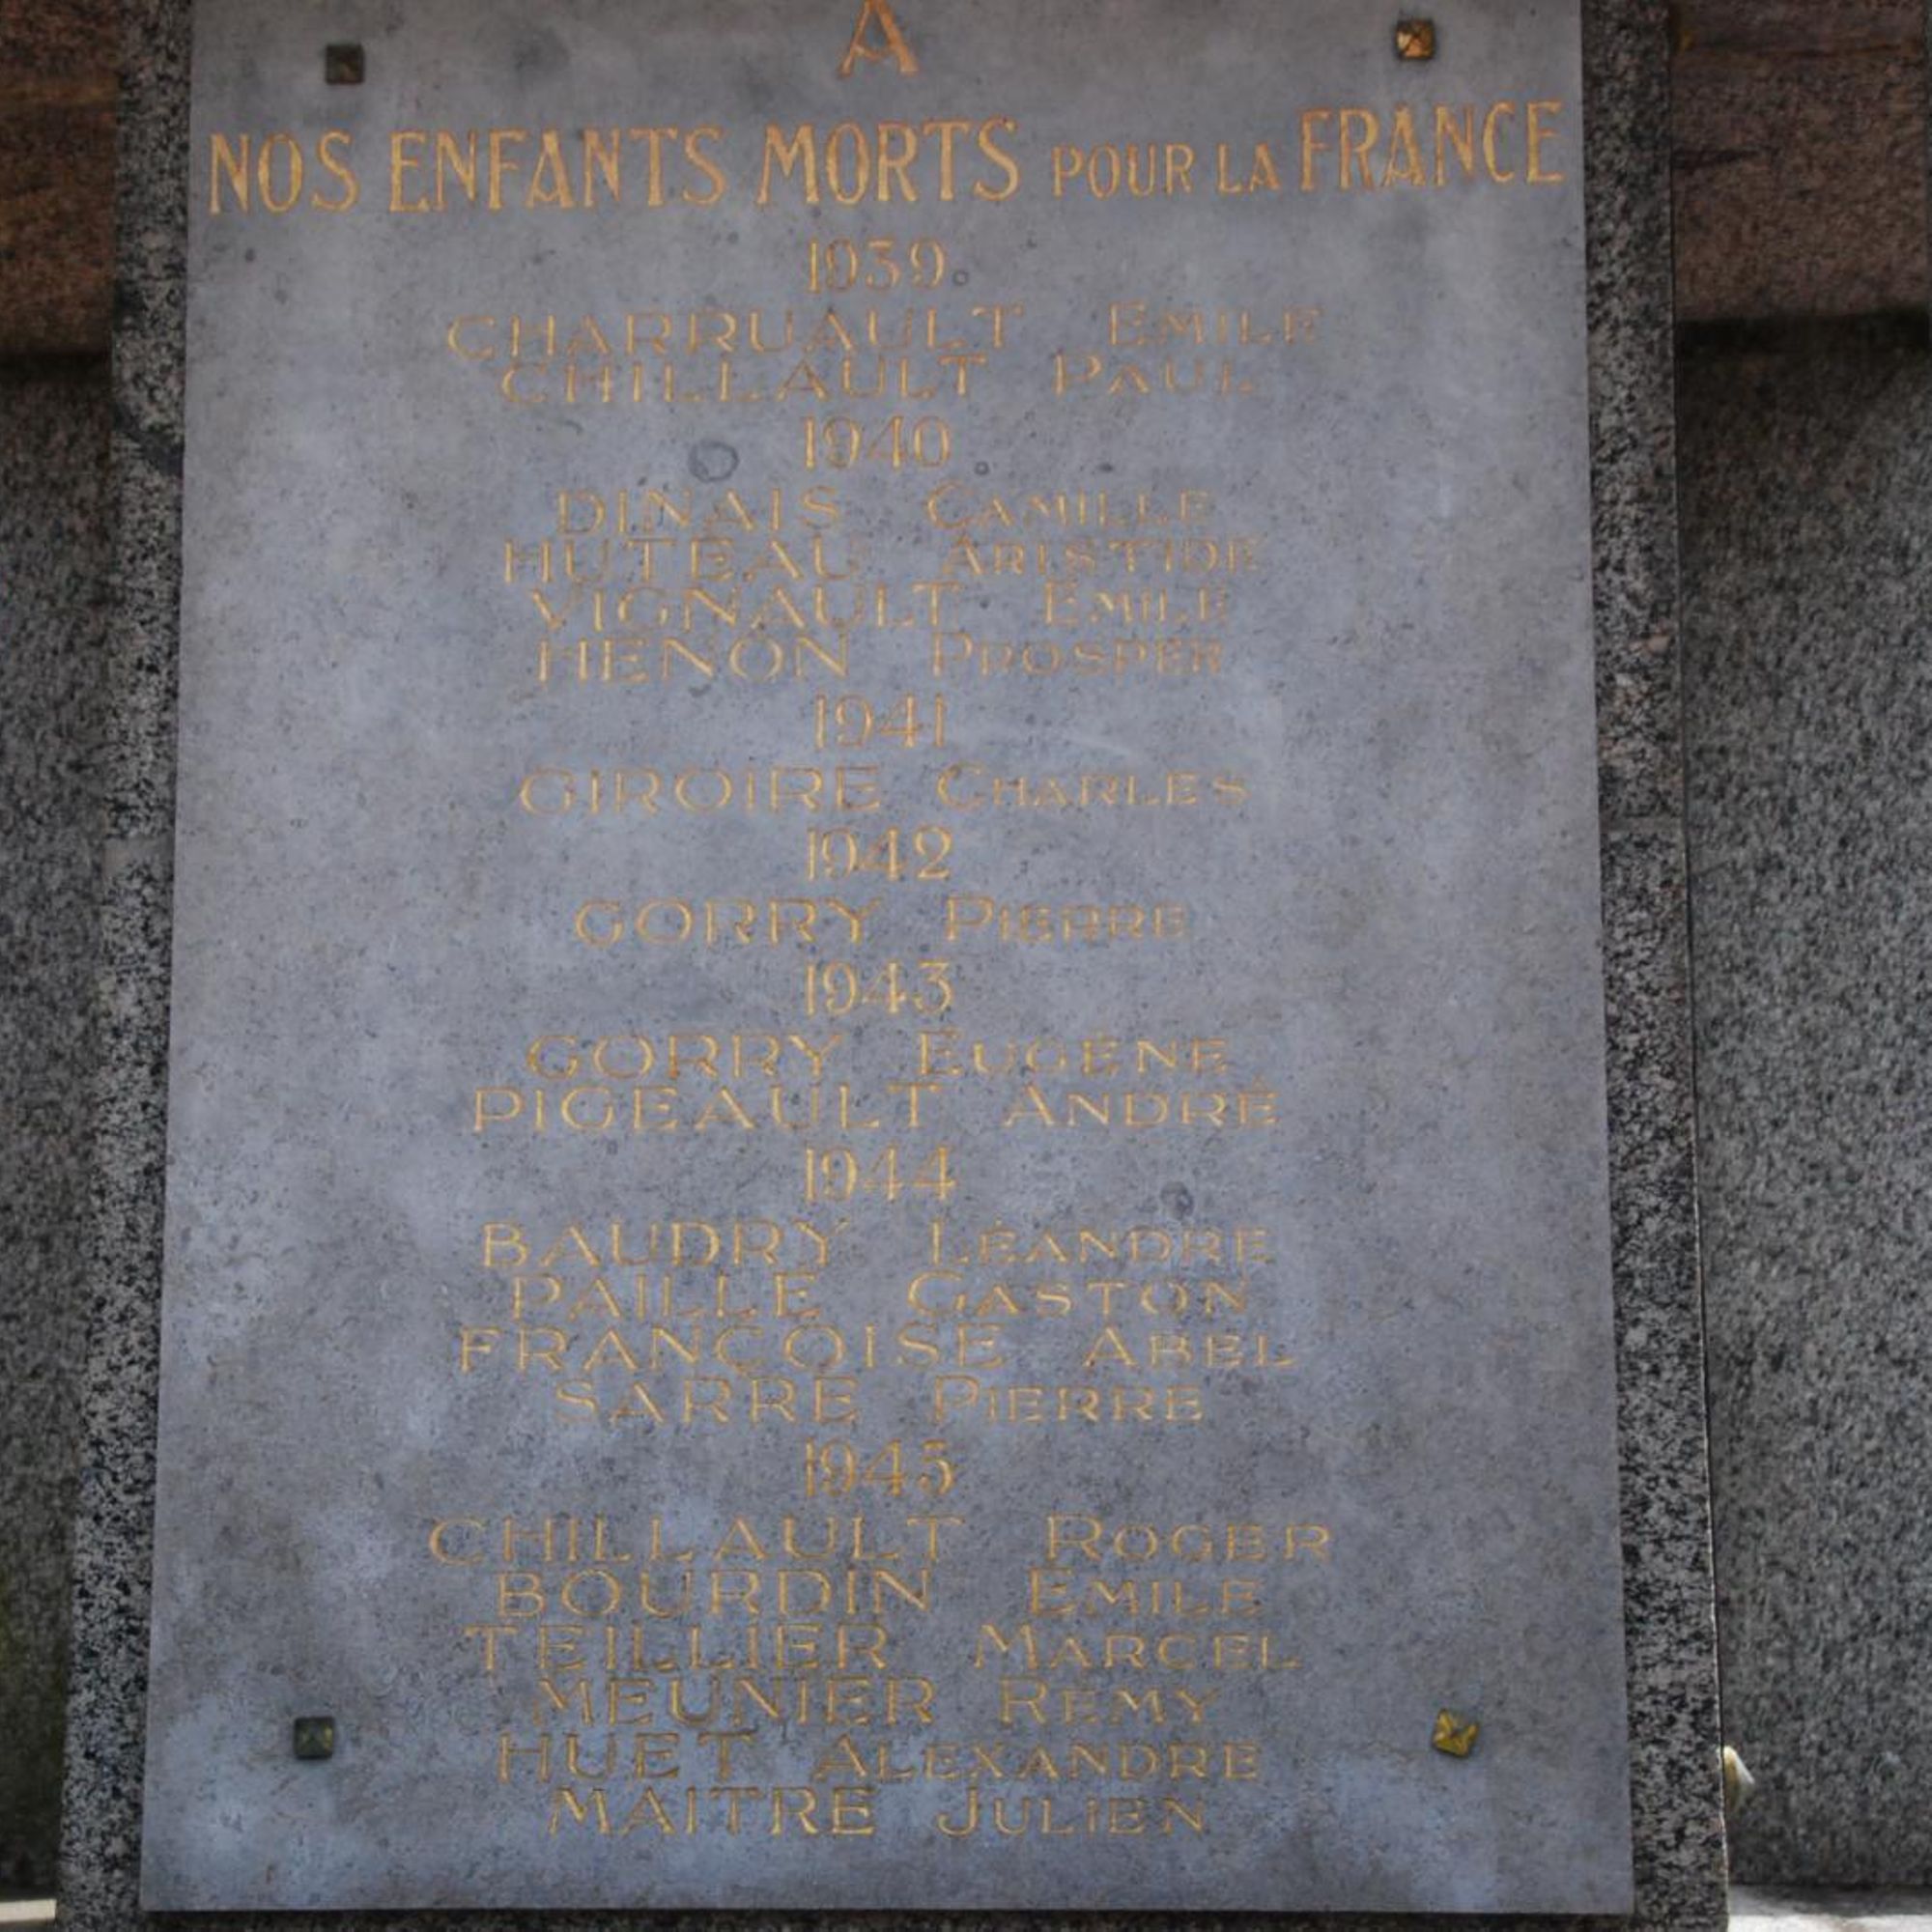 A
NOS ENFANTS MORTS POUR LA FRANCE
1939
CHARRUAULT EMILE
CHILLAULT PAUL
1940
DINAIS CAMILLE
HUTEAU ARISTIDE
VIGNAULT EMILE
HENON PROSPER
1941
GIROIRE CHARLES
1942
GORRY PIERRE
1943
GORRY EUGÈNE
PIGEAULT ANDRÉ
1944
BAUDRY LÉANDRE
PAILLE GASTON
FRANÇOISE ABEL
SARRE PIERRE
1945
CHILLAULT ROGER
BOURDIN EMILE
TEILLIER MARCEL
MEUNIER RÉMY
HUET ALEXANDRE
MAITRE JULIEN